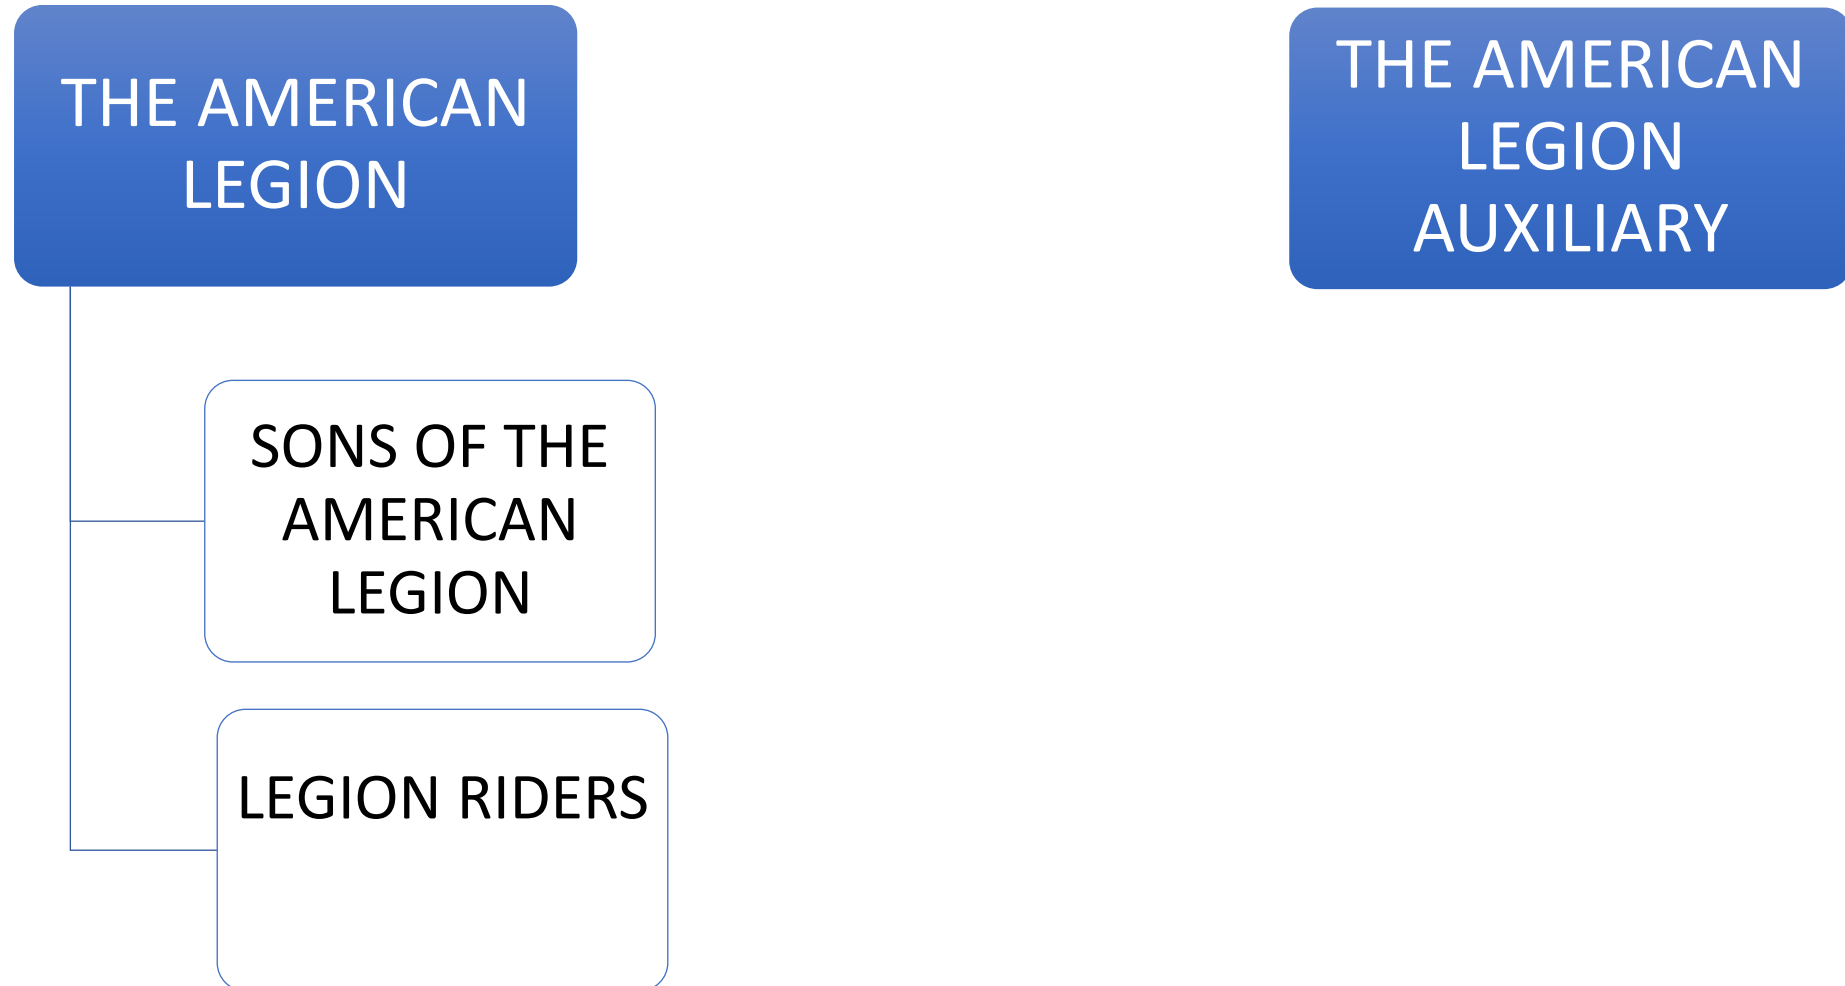 THE AMERICAN
LEGION
SONS OF THE
AMERICAN
LEGION
LEGION RIDERS
THE AMERICAN
LEGION
AUXILIARY